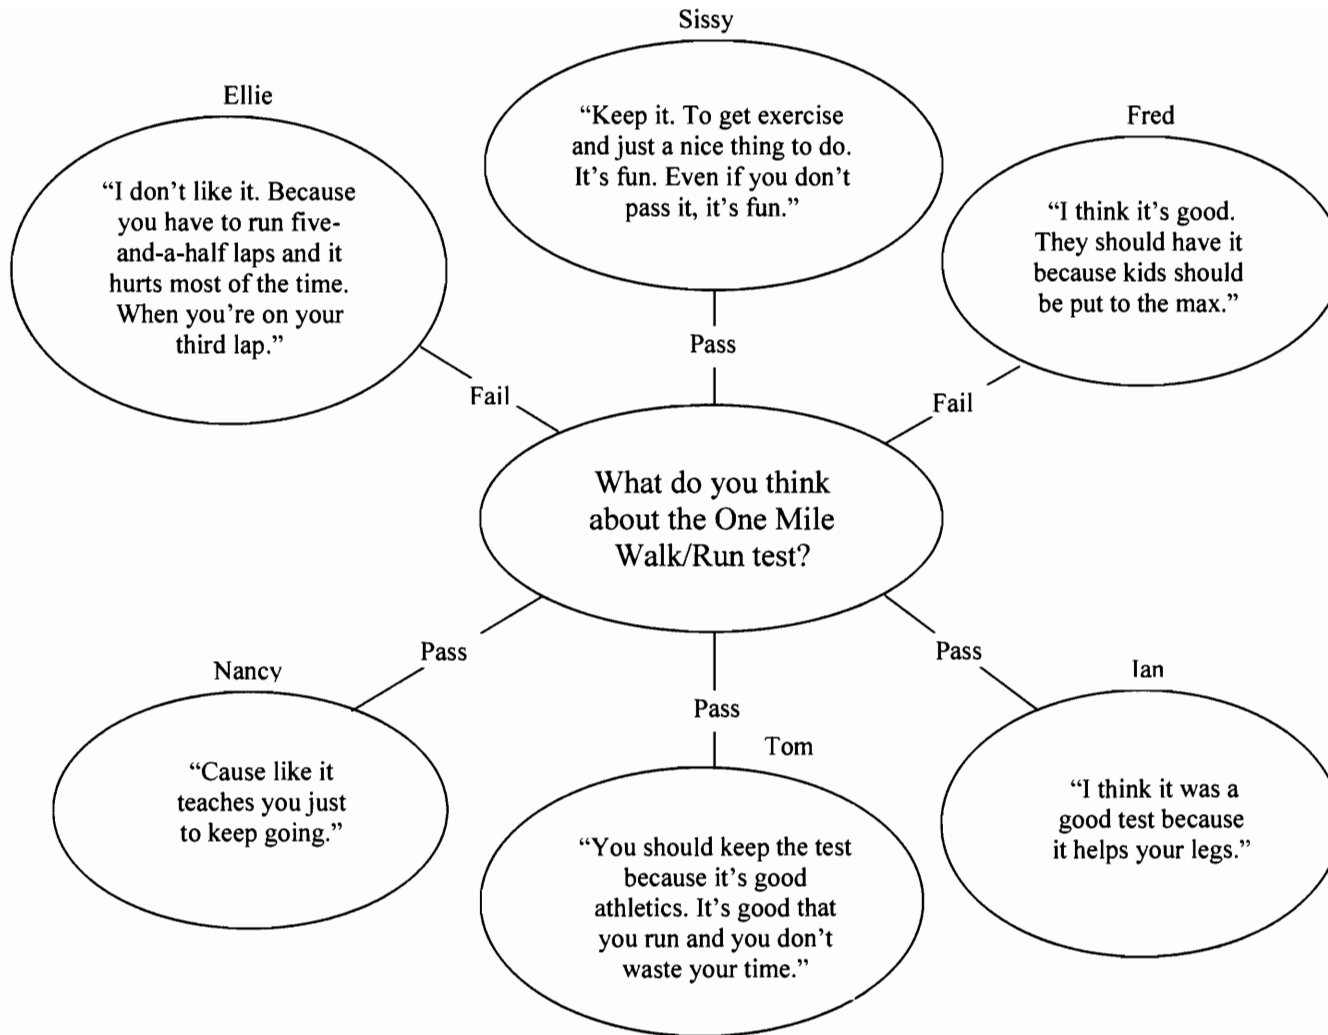 Sissy
“Keep it. To get exercise
and just a nice thing to do.
It’s fun. Even if you don’t
pass it, it’s fun.”
Ellie
“I don’t like it. Because
you have to run five-
and-a-half laps and it
hurts most of the time.
When you’re on your
third lap.”
Fred
“I think it’s good.
They should have it
because kids should
be put to the max.”
Pass
Fail
Fail
What do you think
about the One Mile
Walk/Run test?
Pass
Pass
Pass
Nancy
“Cause like it
teaches you just
to keep going.”
Tom
“You should keep the test
because it’s good
athletics. It’s good that
you run and you don’t
waste your time.”
Ian
“I think it was a
good test because
it helps your legs.”